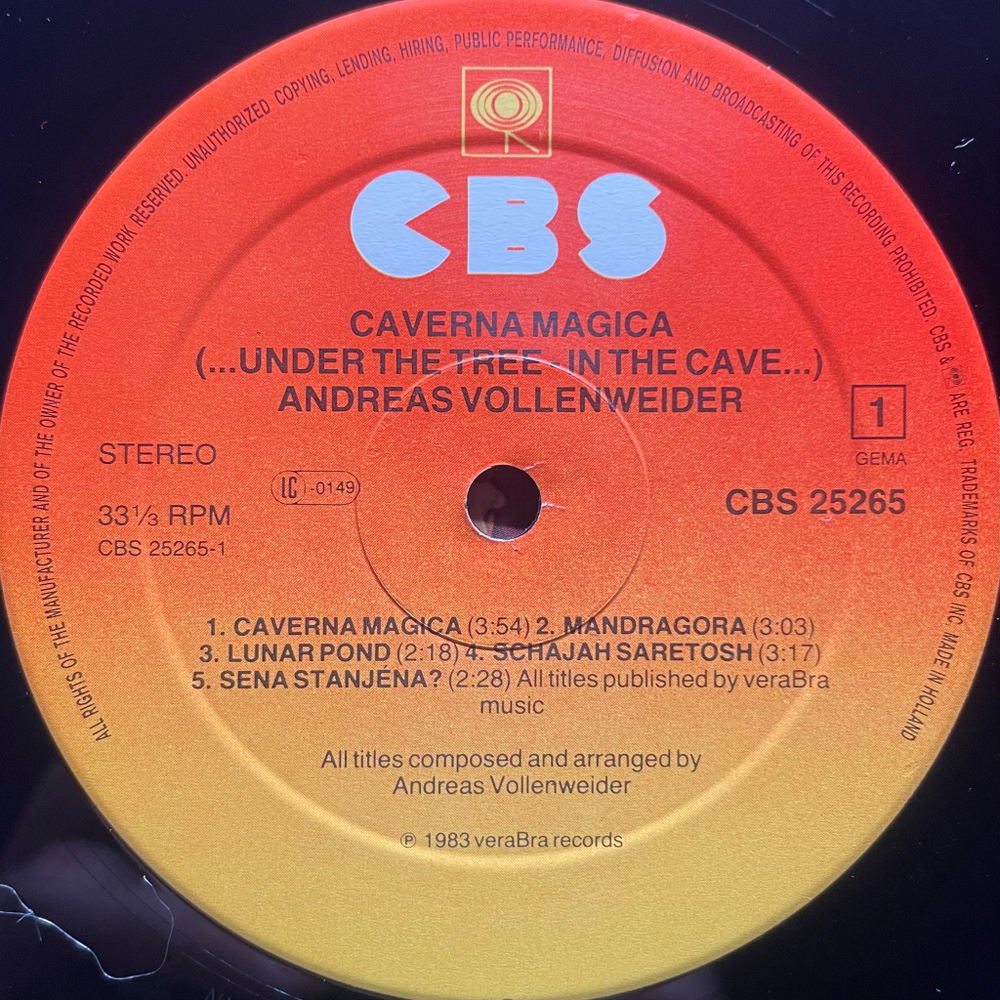 ALL RIGHTS OF THE MANUFACTURER AND OF THE OWNER OF THE RECORDED WORK RESERVED. UNAUTHORIZED COPYING, LENDING, HIRING, PUBLIC PERFORMANCE, DIFFUSION AND BROADCASTING OF THIS RECORDING PROHIBITED. CBS & ARE REG. TRADEMARKS OF CBS INC. MADE IN HOLLAND
CBS
CAVERNA MAGICA
(...UNDER THE TREE - IN THE CAVE...)
ANDREAS VOLLENWEIDER
1
STEREO
GEMA
LC -0149
CBS 25265
33⅓ RPM
CBS 25265-1
1. CAVERNA MAGICA (3:54) 2. MANDRAGORA (3:03)
3. LUNAR POND (2:18) 4. SCHAJAH SARETOSH (3:17)
5. SENA STANJÉNA? (2:28) All titles published by veraBra
music
All titles composed and arranged by
Andreas Vollenweider
℗ 1983 veraBra records